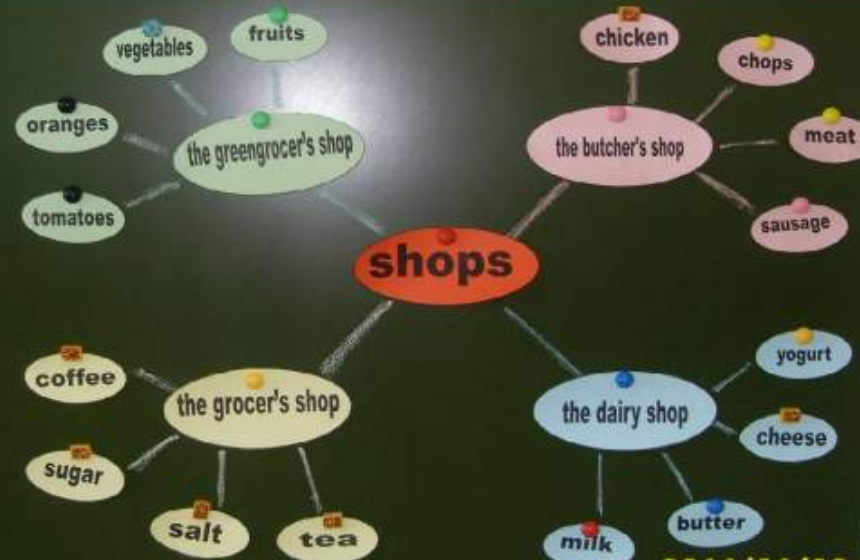 vegetables
fruits
oranges
the greengrocer's shop
tomatoes
chicken
chops
the butcher's shop
meat
sausage
shops
coffee
the grocer's shop
sugar
salt
tea
yogurt
the dairy shop
cheese
butter
milk